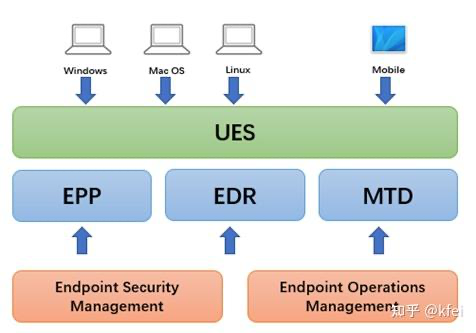 Windows
Mac OS
Linux
Mobile
UES
EPP
EDR
MTD
Endpoint Security
Management
Endpoint Operations
Management
知乎 @kfei